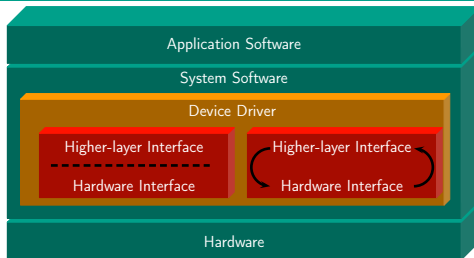 Application Software
System Software
Device Driver
Higher-layer Interface
Hardware Interface
Higher-layer Interface
Hardware Interface
Hardware